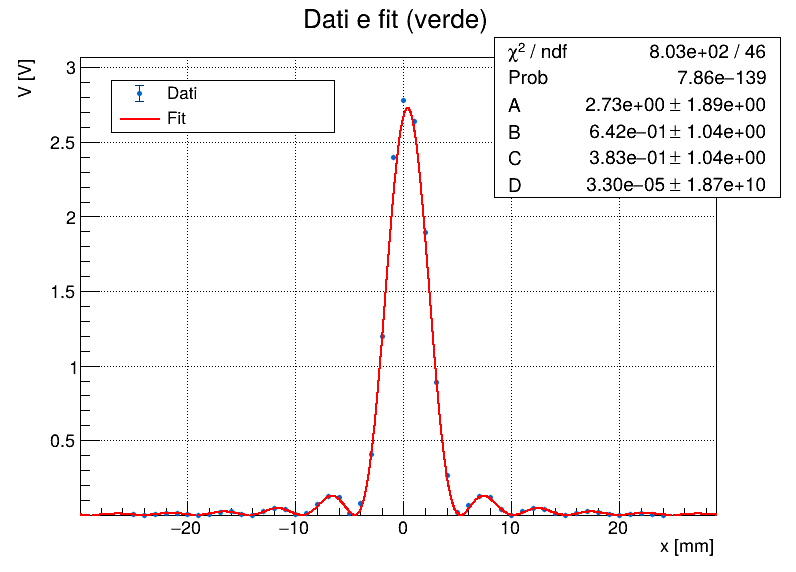 Dati e fit (verde)
χ² / ndf 8.03e+02 / 46
Prob 7.86e–139
A 2.73e+00 ± 1.89e+00
B 6.42e–01 ± 1.04e+00
C 3.83e–01 ± 1.04e+00
D 3.30e–05 ± 1.87e+10
Dati
Fit
V [V]
3
2.5
2
1.5
1
0.5
−20 −10 0 10 20
x [mm]